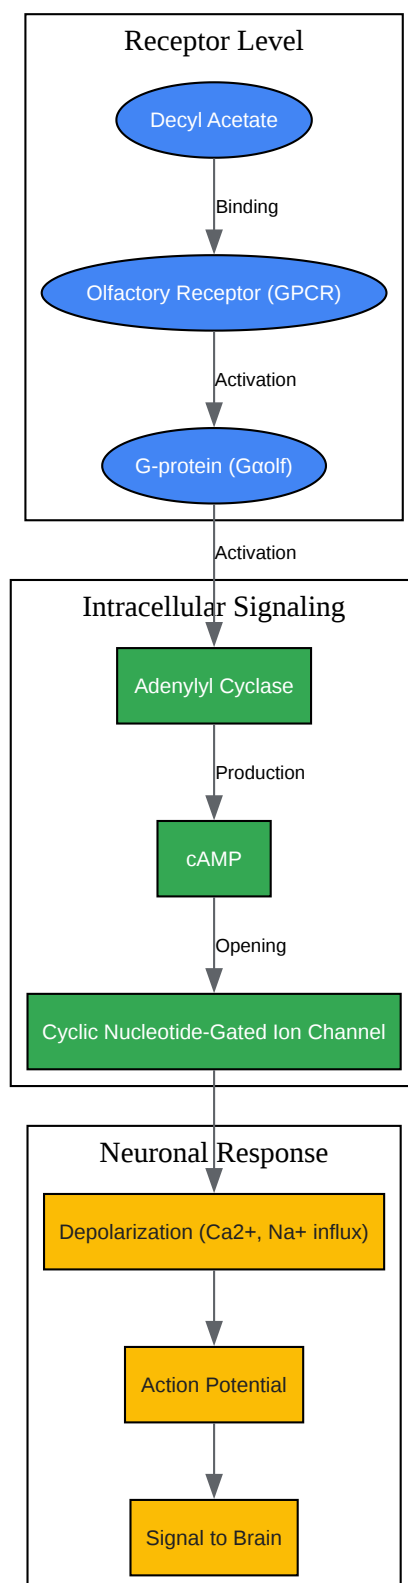 Receptor Level
Decyl Acetate
Binding
Olfactory Receptor (GPCR)
Activation
G-protein (Gαolf)
Activation
Intracellular Signaling
Adenylyl Cyclase
Production
cAMP
Opening
Cyclic Nucleotide-Gated Ion Channel
Neuronal Response
Depolarization (Ca2+, Na+ influx)
Action Potential
Signal to Brain